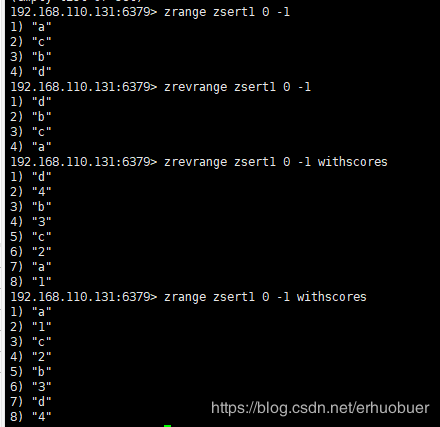 192.168.110.131:6379> zrange zsert1 0 -1
1) "a"
2) "c"
3) "b"
4) "d"
192.168.110.131:6379> zrevrange zsert1 0 -1
1) "d"
2) "b"
3) "c"
4) "a"
192.168.110.131:6379> zrevrange zsert1 0 -1 withscores
1) "d"
2) "4"
3) "b"
4) "3"
5) "c"
6) "2"
7) "a"
8) "1"
192.168.110.131:6379> zrange zsert1 0 -1 withscores
1) "a"
2) "1"
3) "c"
4) "2"
5) "b"
6) "3"
7) "d"
8) "4"
https://blog.csdn.net/erhuobuer